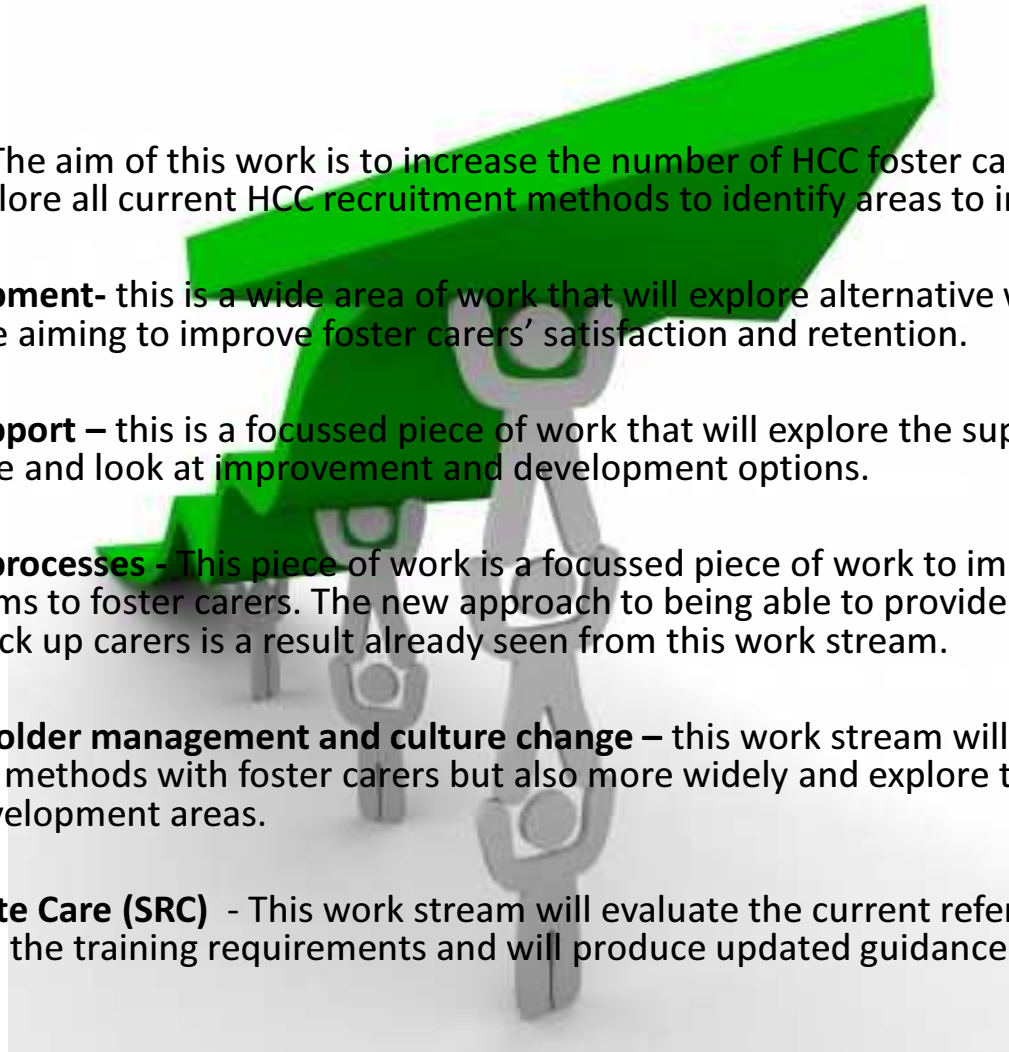 The aim of this work is to increase the number of HCC foster ca
lore all current HCC recruitment methods to identify areas to i
pment- this is a wide area of work that will explore alternative
e aiming to improve foster carers’ satisfaction and retention.
pport – this is a focussed piece of work that will explore the su
e and look at improvement and development options.
processes - This piece of work is a focussed piece of work to im
ms to foster carers. The new approach to being able to provide
ck up carers is a result already seen from this work stream.
older management and culture change – this work stream will
methods with foster carers but also more widely and explore t
velopment areas.
te Care (SRC)  - This work stream will evaluate the current refer
the training requirements and will produce updated guidance